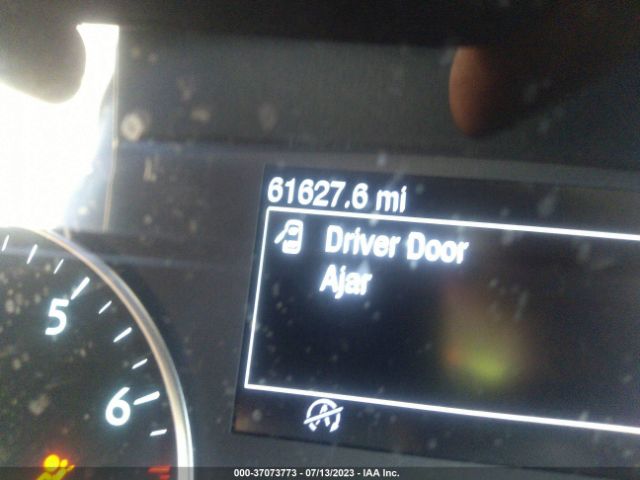 61627.6 mi
Driver Door
Ajar
5
6
A
000-37073773 - 07/13/2023 - IAA Inc.